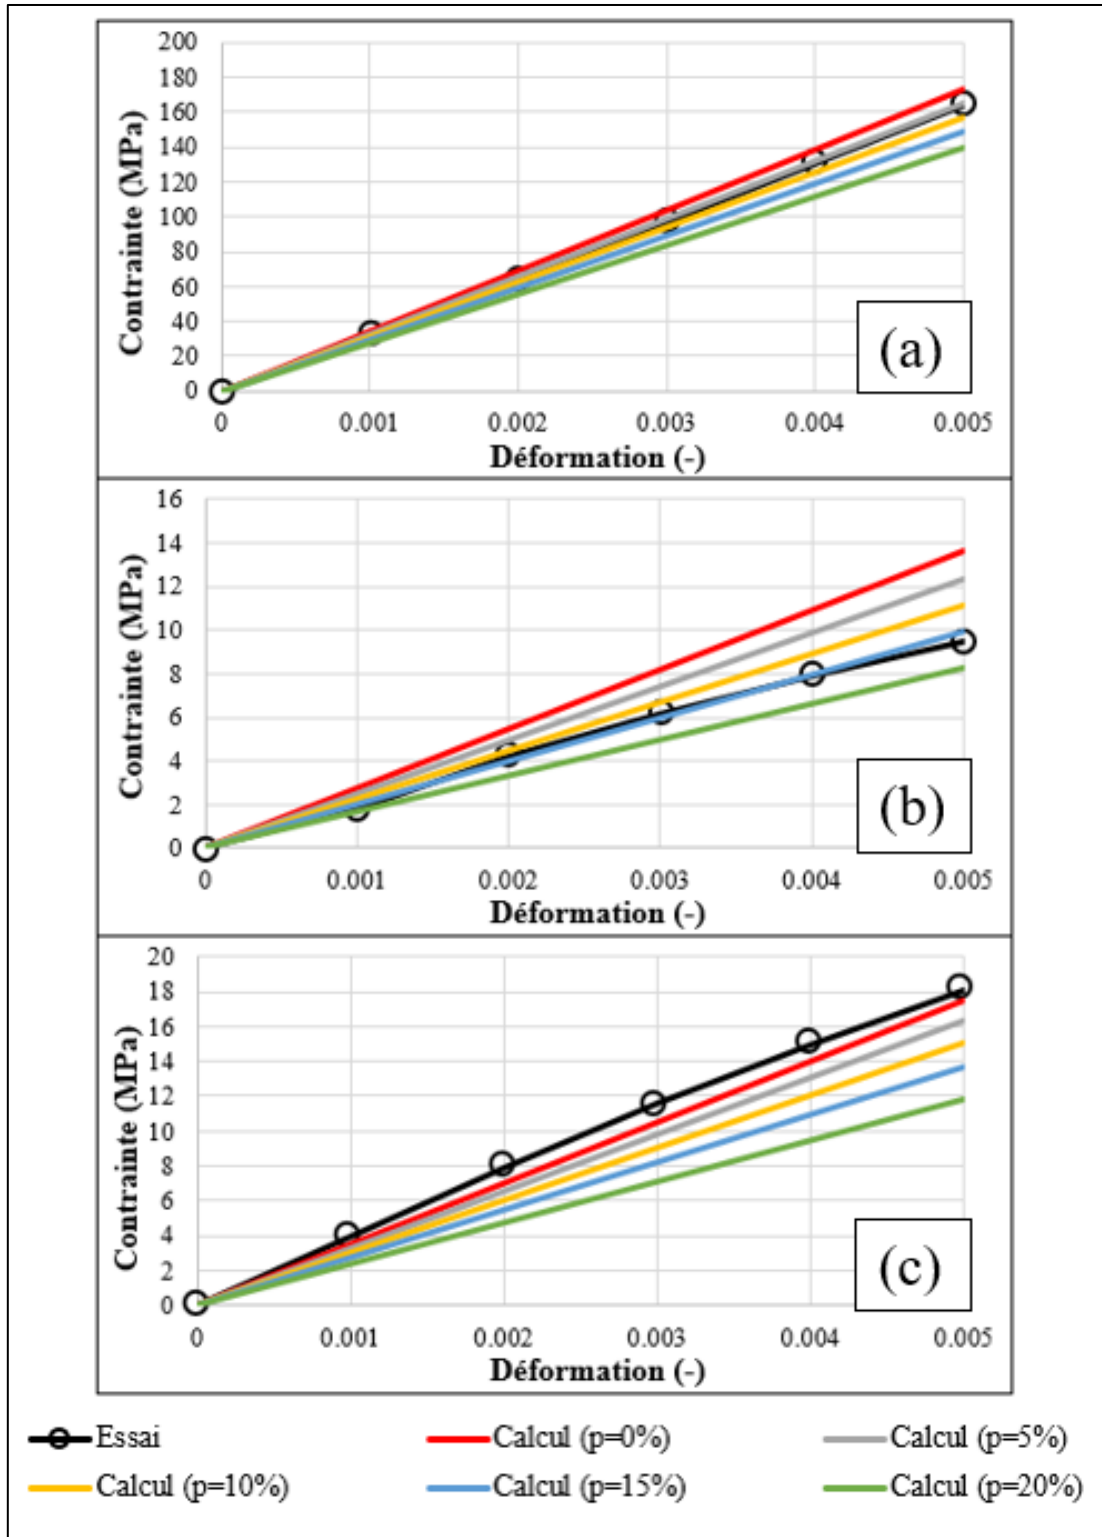 200
180
160
140
120
100
80
60
40
20
0
Contrainte (MPa)
(a)
0 0.001 0.002 0.003 0.004 0.005
Déformation (-)
16
14
12
10
8
6
4
2
0
Contrainte (MPa)
(b)
0 0.001 0.002 0.003 0.004 0.005
Déformation (-)
20
18
16
14
12
10
8
6
4
2
0
Contrainte (MPa)
(c)
0 0.001 0.002 0.003 0.004 0.005
Déformation (-)
Essai Calcul (p=0%) Calcul (p=5%)
Calcul (p=10%) Calcul (p=15%) Calcul (p=20%)